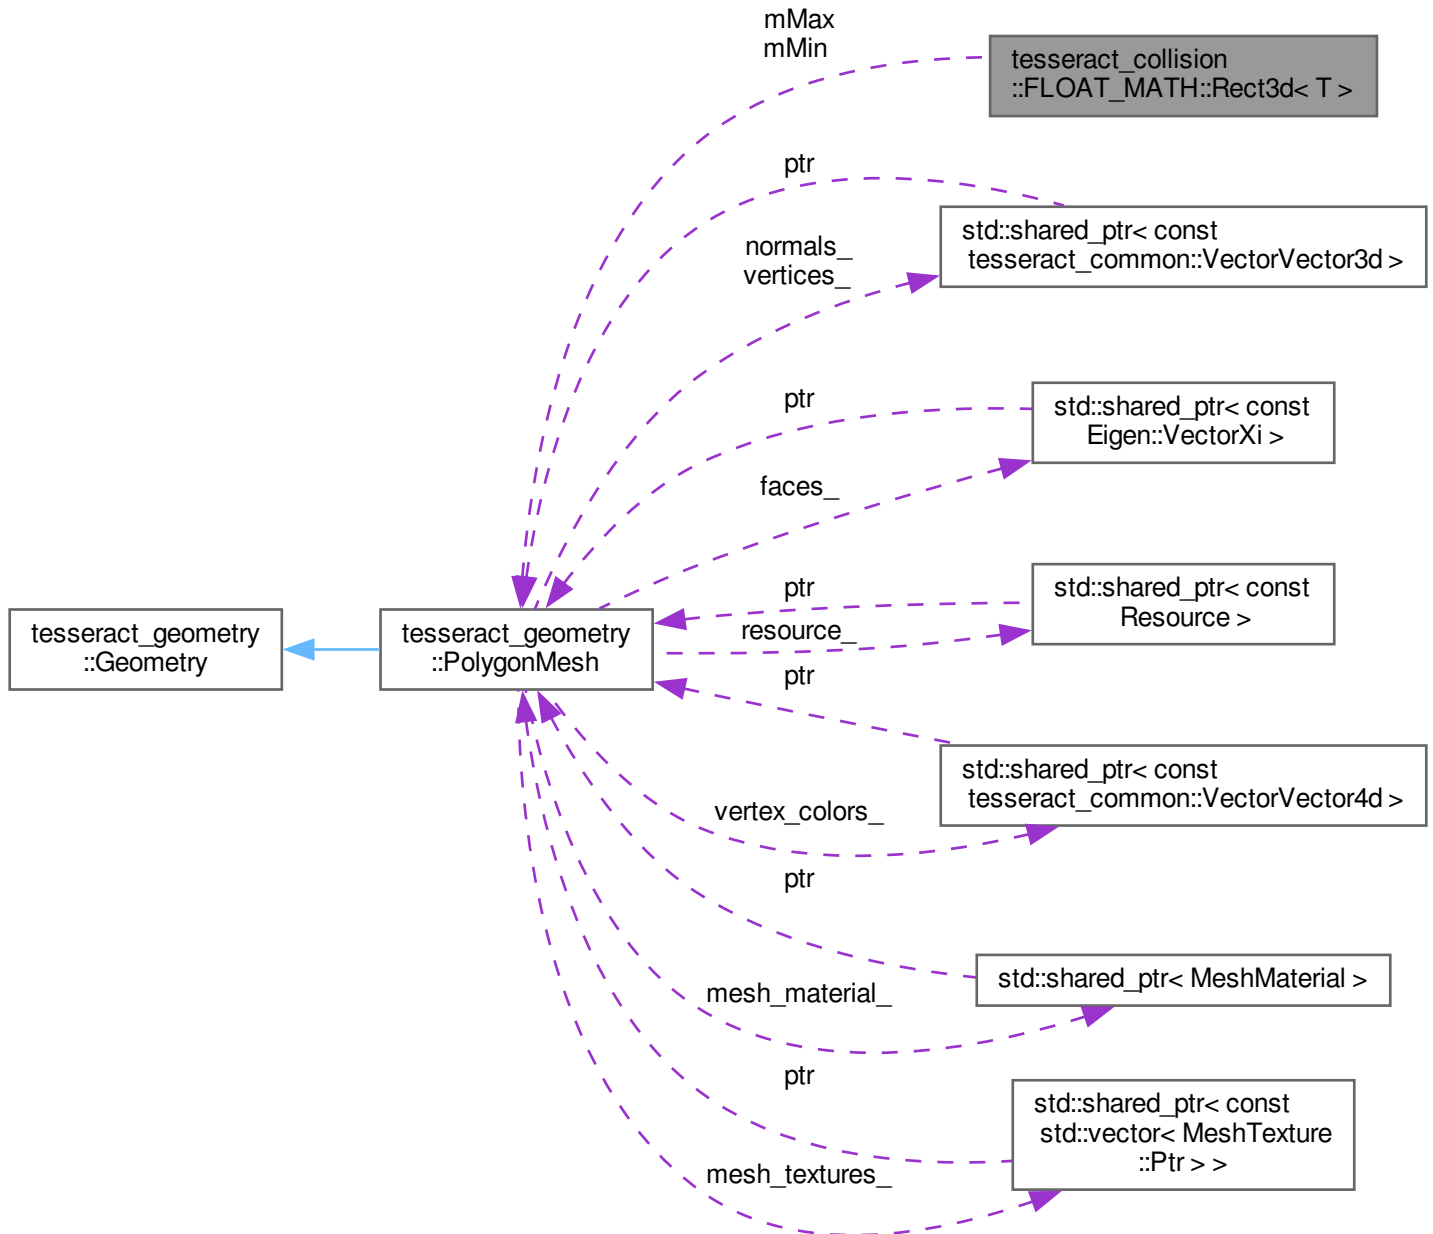 mMax
mMin
tesseract_collision
::FLOAT_MATH::Rect3d< T >
ptr
std::shared_ptr< const
tesseract_common::VectorVector3d >
normals_
vertices_
ptr
std::shared_ptr< const
Eigen::VectorXi >
faces_
ptr
std::shared_ptr< const
Resource >
resource_
tesseract_geometry
::Geometry
tesseract_geometry
::PolygonMesh
ptr
std::shared_ptr< const
tesseract_common::VectorVector4d >
vertex_colors_
ptr
std::shared_ptr< MeshMaterial >
mesh_material_
ptr
std::shared_ptr< const
std::vector< MeshTexture
::Ptr > >
mesh_textures_